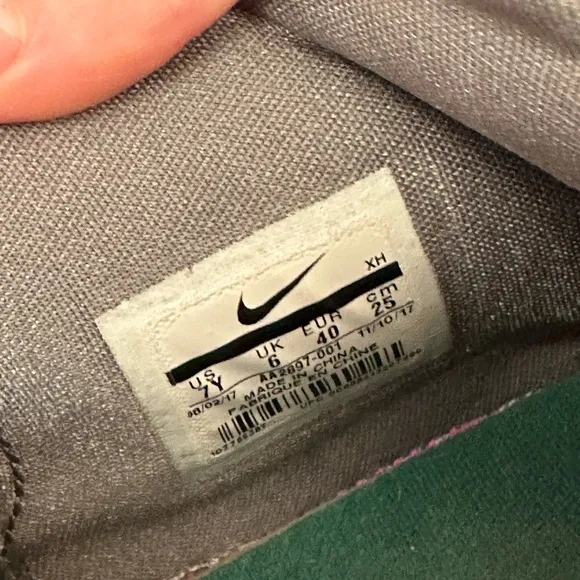 XH
US UK EUR cm
7Y 6 40 25
08/02/17 AA2897-001 11/10/17
MADE IN CHINA
FABRIQUE EN CHINE